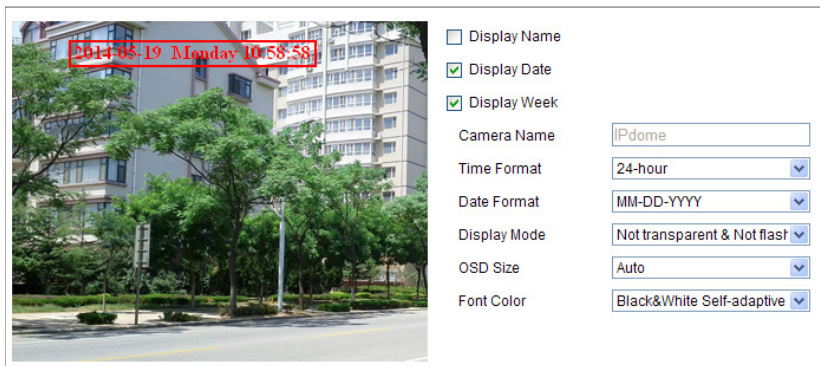 2014-05-19 Monday 10:58:58
Display Name
Display Date
Display Week
Camera Name IPdome
Time Format 24-hour
Date Format MM-DD-YYYY
Display Mode Not transparent & Not flash
OSD Size Auto
Font Color Black&White Self-adaptive